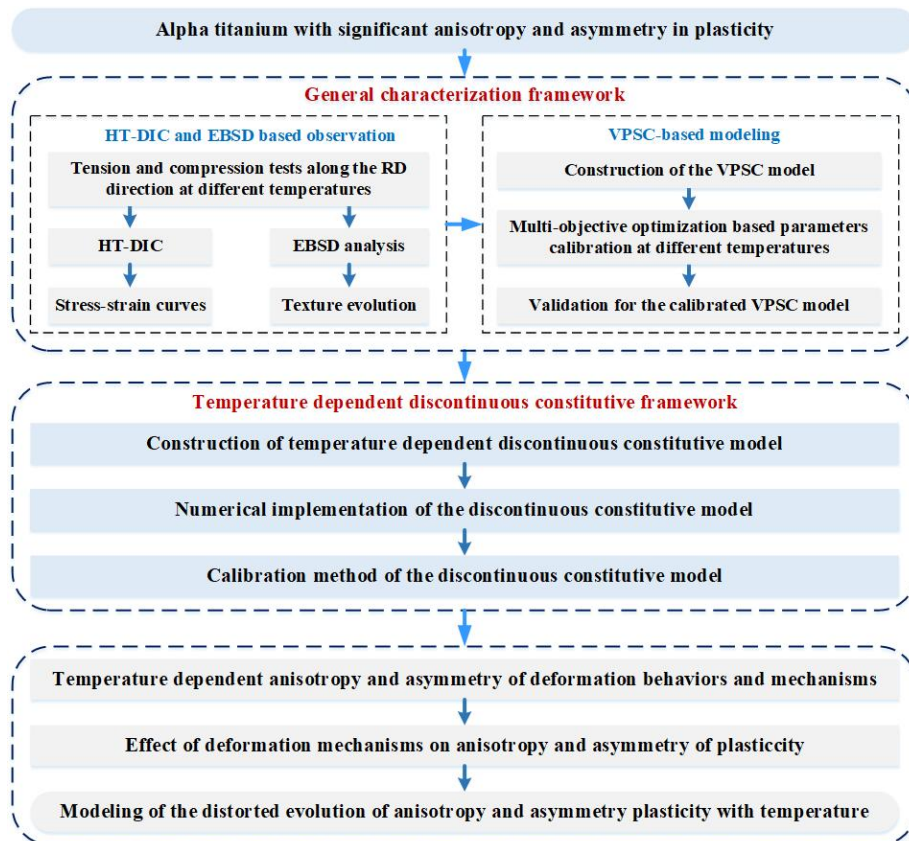 Alpha titanium with significant anisotropy and asymmetry in plasticity
General characterization framework
HT-DIC and EBSD based observation
Tension and compression tests along the RD
direction at different temperatures
HT-DIC
EBSD analysis
Stress-strain curves
Texture evolution
VPSC-based modeling
Construction of the VPSC model
Multi-objective optimization based parameters
calibration at different temperatures
Validation for the calibrated VPSC model
Temperature dependent discontinuous constitutive framework
Construction of temperature dependent discontinuous constitutive model
Numerical implementation of the discontinuous constitutive model
Calibration method of the discontinuous constitutive model
Temperature dependent anisotropy and asymmetry of deformation behaviors and mechanisms
Effect of deformation mechanisms on anisotropy and asymmetry of plasticcity
Modeling of the distorted evolution of anisotropy and asymmetry plasticity with temperature